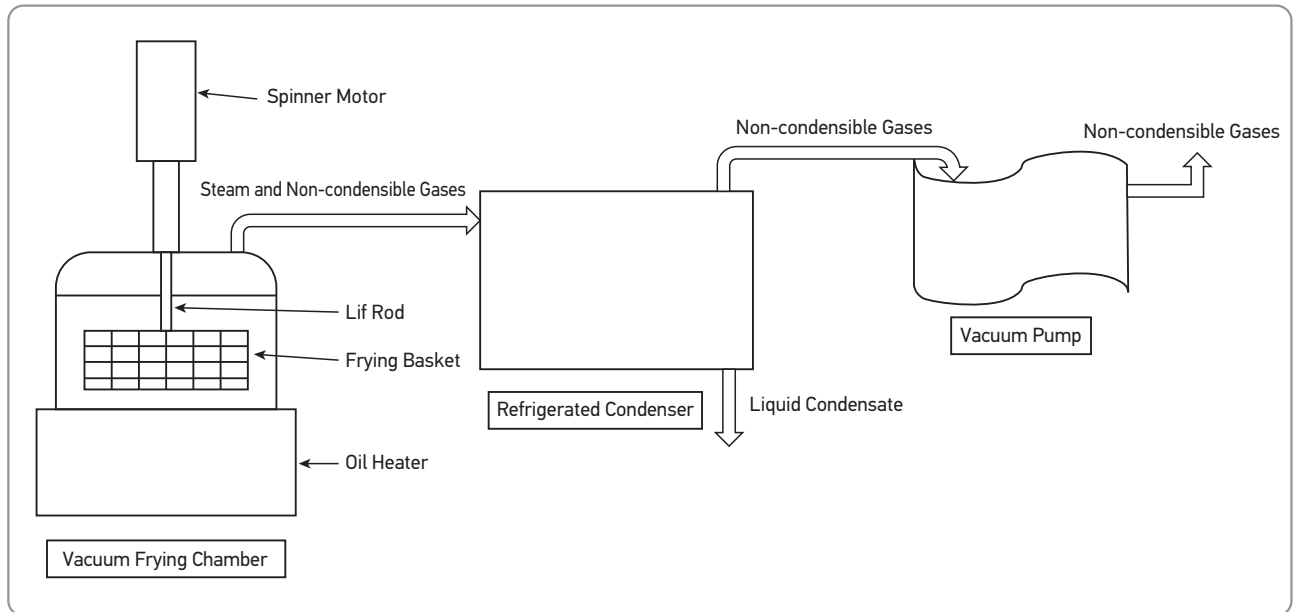 Spinner Motor
Steam and Non-condensible Gases
Non-condensible Gases
Non-condensible Gases
Lif Rod
Frying Basket
Oil Heater
Vacuum Frying Chamber
Refrigerated Condenser
Liquid Condensate
Vacuum Pump